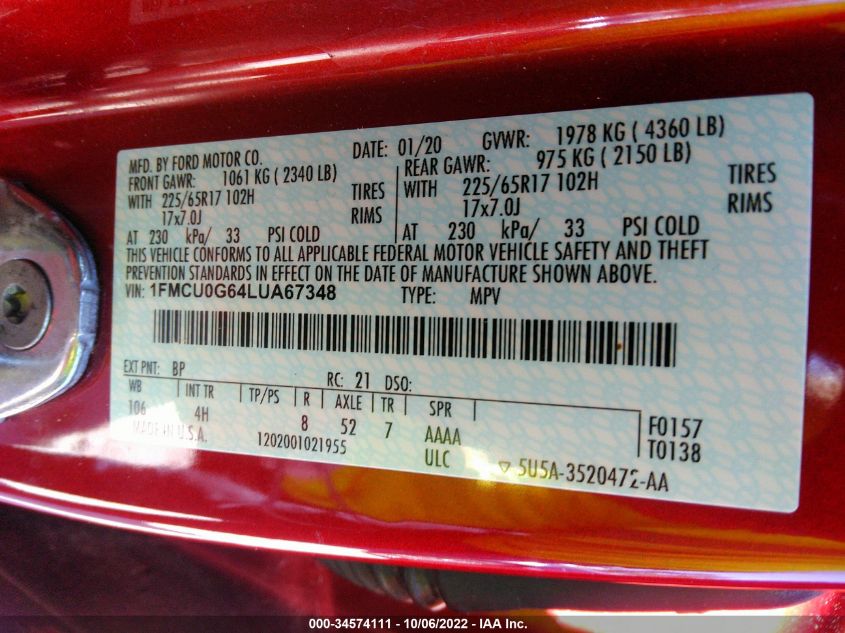 MFD. BY FORD MOTOR CO. DATE: 01/20 GVWR: 1978 KG ( 4360 LB)
FRONT GAWR: 1061 KG ( 2340 LB) REAR GAWR: 975 KG ( 2150 LB)
WITH 225/65R17 102H TIRES WITH 225/65R17 102H TIRES
17x7.0J RIMS 17x7.0J RIMS
AT 230 kPa/ 33 PSI COLD AT 230 kPa/ 33 PSI COLD
THIS VEHICLE CONFORMS TO ALL APPLICABLE FEDERAL MOTOR VEHICLE SAFETY AND THEFT
PREVENTION STANDARDS IN EFFECT ON THE DATE OF MANUFACTURE SHOWN ABOVE.
VIN: 1FMCU0G64LUA67348 TYPE: MPV
EXT PNT: BP RC: 21 DSO:
WB INT TR TP/PS R AXLE TR SPR
106 4H 8 52 7 AAAA F0157
MADE IN U.S.A. 1202001021955 ULC T0138
▽ 5U5A-3520472-AA
000-34574111 - 10/06/2022 - IAA Inc.